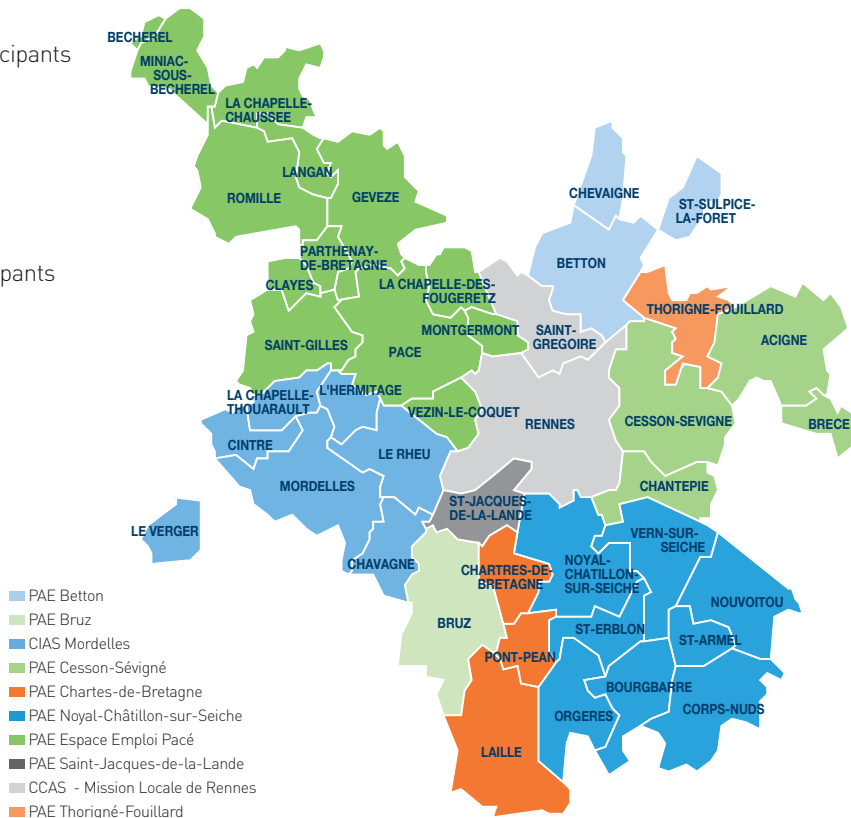 cipants
pants
BECHEREL
MINIAC-
SOUS-
BECHEREL
LA CHAPELLE-
CHAUSSEE
LANGAN
ROMILLE
GEVEZE
CHEVAIGNE
ST-SULPICE-
LA-FORET
PARTHENAY-
DE-BRETAGNE
BETTON
CLAYES
LA CHAPELLE-DES-
FOUGERETZ
THORIGNE-FOUILLARD
MONTGERMONT
SAINT-
GREGOIRE
ACIGNE
SAINT-GILLES
PACE
LA CHAPELLE-
THOUARAULT
L'HERMITAGE
VEZIN-LE-COQUET
RENNES
CESSON-SEVIGNE
BRECE
CINTRE
LE RHEU
MORDELLES
CHANTEPIE
ST-JACQUES-
DE-LA-LANDE
LE VERGER
VERN-SUR-
SEICHE
CHAVAGNE
CHARTRES-DE-
BRETAGNE
NOYAL-
CHATILLON-
SUR-SEICHE
NOUVOITOU
BRUZ
ST-ERBLON
ST-ARMEL
PONT-PEAN
BOURGBARRE
ORGERES
CORPS-NUDS
LAILLE
PAE Betton
PAE Bruz
CIAS Mordelles
PAE Cesson-Sévigné
PAE Chartes-de-Bretagne
PAE Noyal-Châtillon-sur-Seiche
PAE Espace Emploi Pacé
PAE Saint-Jacques-de-la-Lande
CCAS - Mission Locale de Rennes
PAE Thorigné-Fouillard